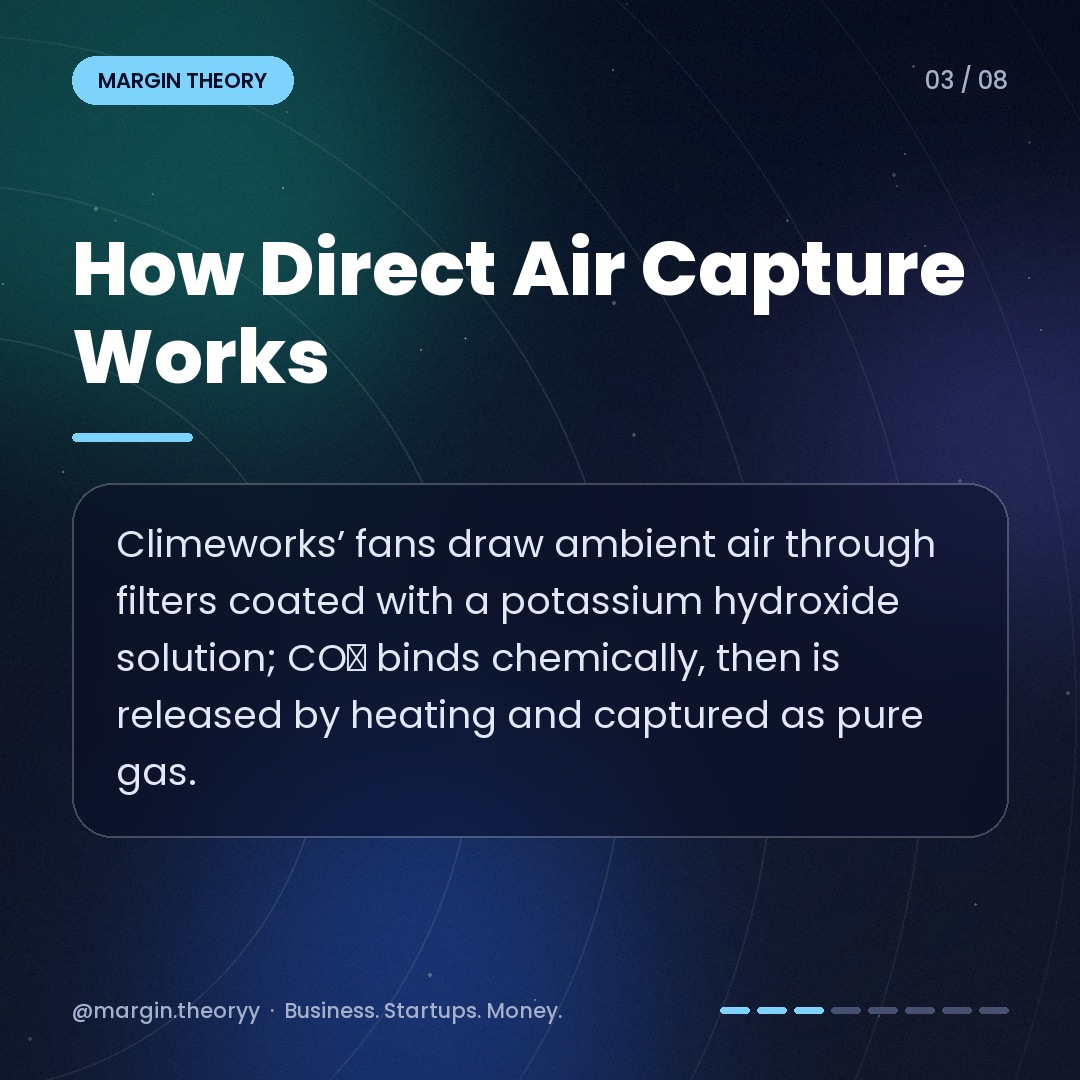 MARGIN THEORY
03 / 08
How Direct Air Capture
Works
Climeworks’ fans draw ambient air through
filters coated with a potassium hydroxide
solution; CO binds chemically, then is
released by heating and captured as pure
gas.
@margin.theoryy · Business. Startups. Money.